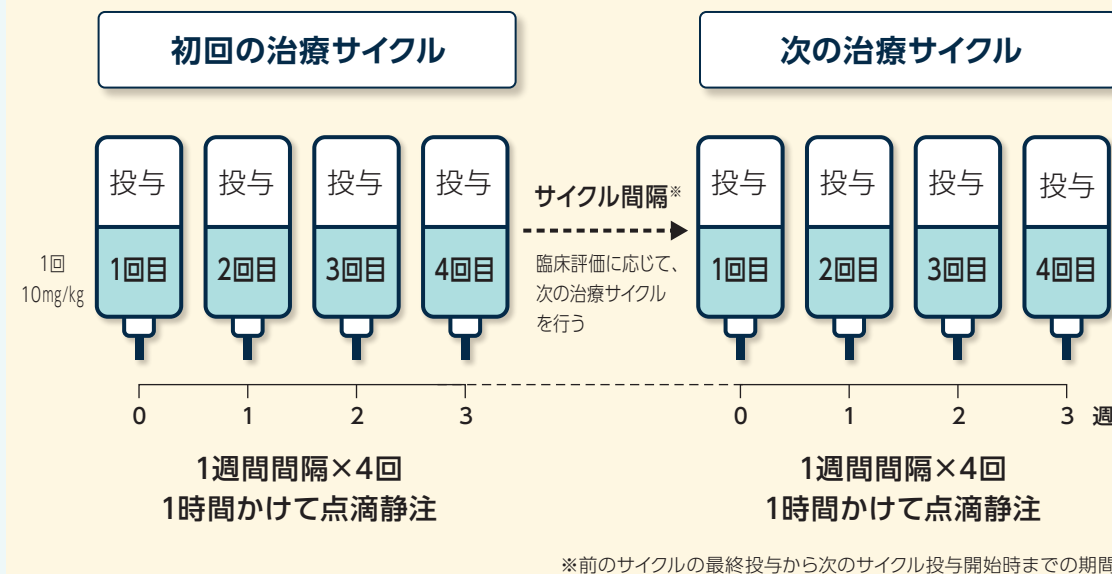 初回の治療サイクル
次の治療サイクル
投与 投与 投与 投与
サイクル間隔※
投与 投与 投与 投与
1回
10mg/kg
1回目 2回目 3回目 4回目
臨床評価に応じて、
次の治療サイクル
を行う
1回目 2回目 3回目 4回目
0 1 2 3
0 1 2 3 週
1週間間隔×4回
1時間かけて点滴静注
1週間間隔×4回
1時間かけて点滴静注
※前のサイクルの最終投与から次のサイクル投与開始時までの期間